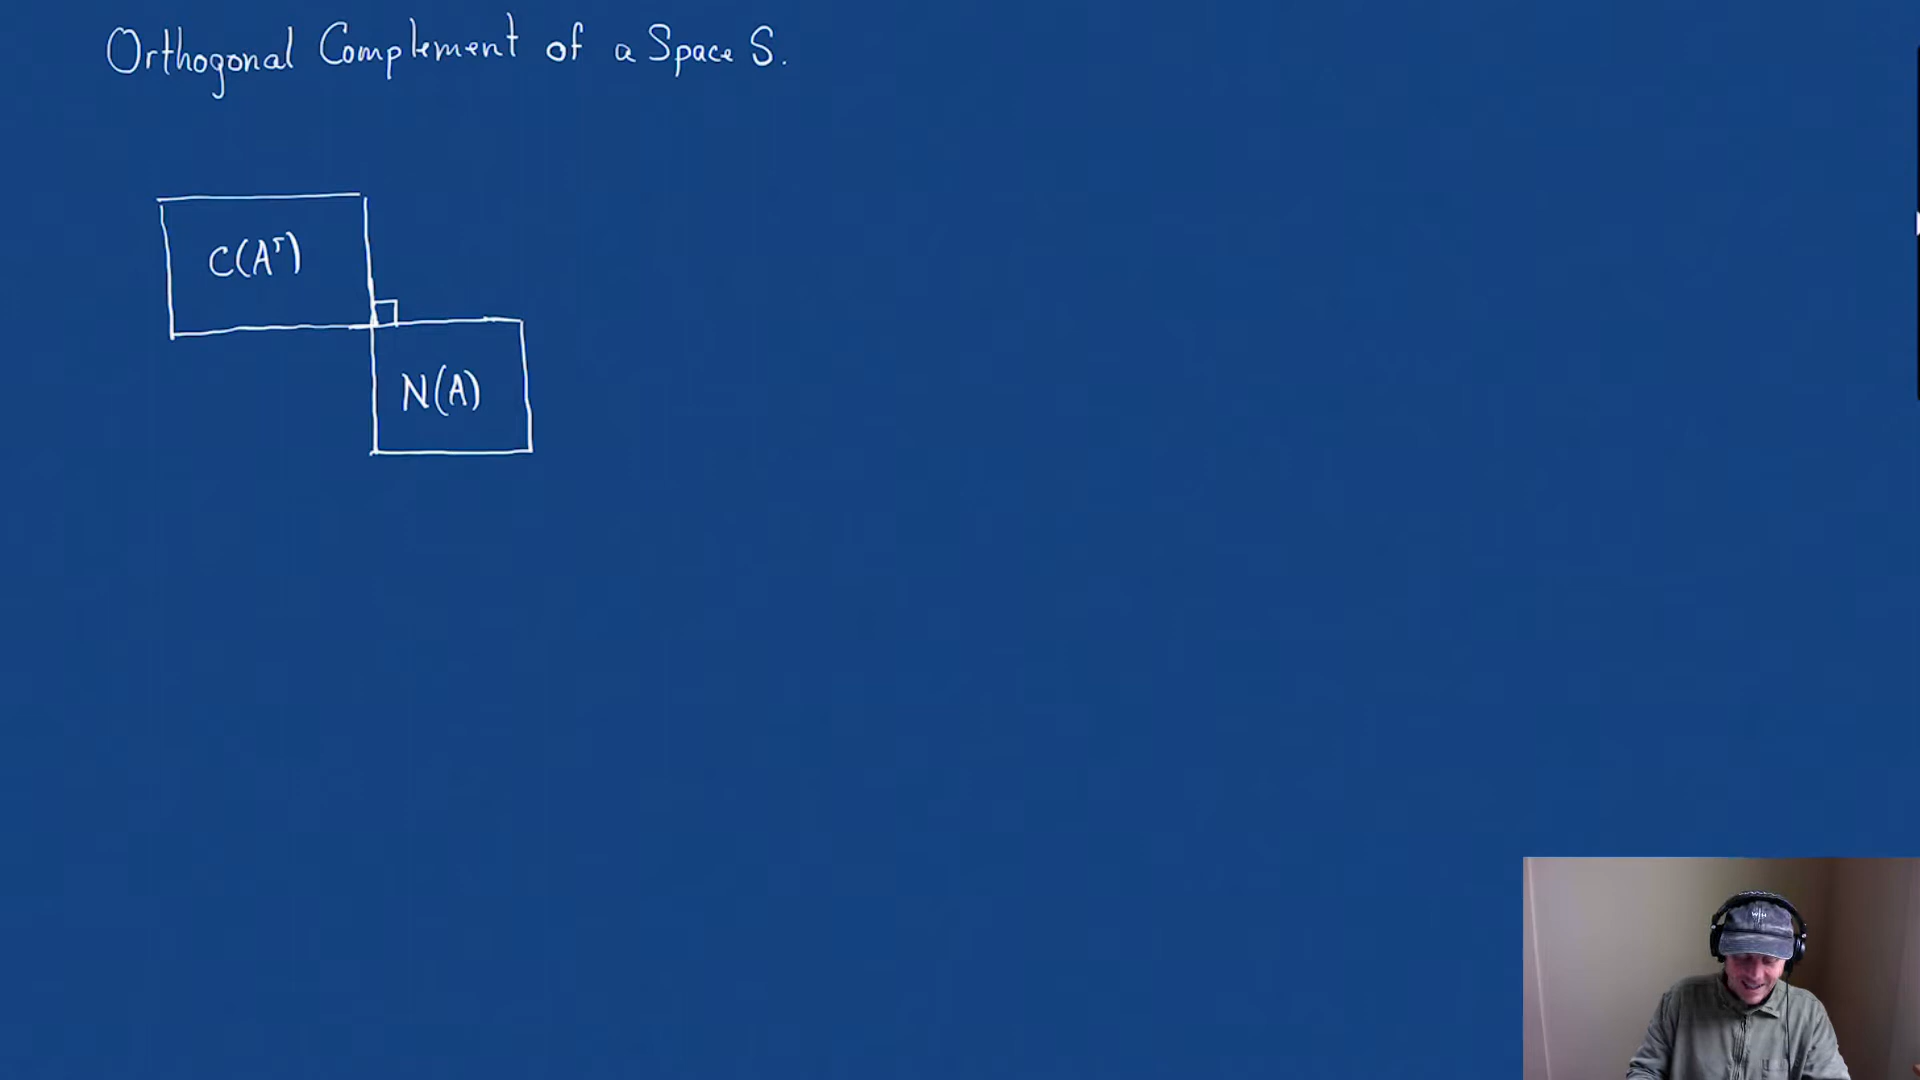 Orthogonal Complement of a Space S.
C(Aᵀ)
N(A)